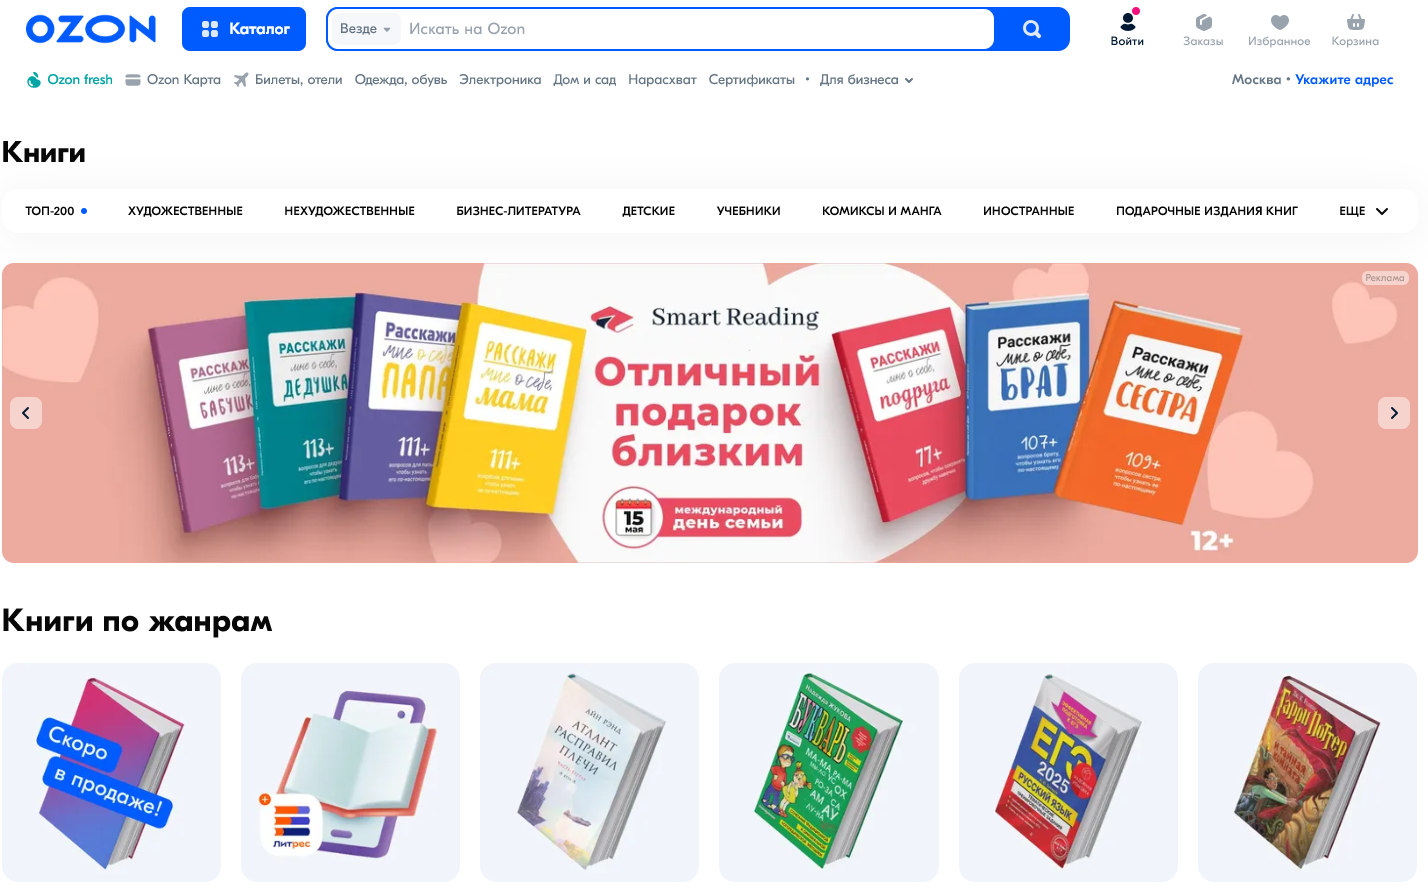 OZON
Каталог
Везде
Искать на Ozon
Войти
Заказы
Избранное
Корзина
Ozon fresh
Ozon Карта
Билеты, отели
Одежда, обувь
Электроника
Дом и сад
Нарасхват
Сертификаты
•
Для бизнеса
Москва • Укажите адрес
Книги
ТОП-200
ХУДОЖЕСТВЕННЫЕ
НЕХУДОЖЕСТВЕННЫЕ
БИЗНЕС-ЛИТЕРАТУРА
ДЕТСКИЕ
УЧЕБНИКИ
КОМИКСЫ И МАНГА
ИНОСТРАННЫЕ
ПОДАРОЧНЫЕ ИЗДАНИЯ КНИГ
ЕЩЕ
Реклама
РАССКАЖИ
мне о себе,
БАБУШК
113+
РАССКАЖИ
мне о себе,
ДЕДУШКА
113+
Расскажи
мне о себе,
ПАПА
111+
РАССКАЖИ
мне о себе,
мама
111+
Smart Reading
Отличный
подарок
близким
15
мая
международный
день семьи
РАССКАЖИ
мне о себе,
подруга
77+
Расскажи
мне о себе,
БРАТ
107+
Расскажи
мне о себе,
СЕСТРА
109+
12+
Книги по жанрам
Скоро
в продаже!
ЛитРес
АЙН РЭНД
АТЛАНТ
РАСПРАВИЛ
ПЛЕЧИ
Надежда ЖУКОВА
БУКВАРЬ
ЕГЭ
2025
РУССКИЙ ЯЗЫК
Гарри Поттер
И ТАЙНАЯ
КОМНАТА